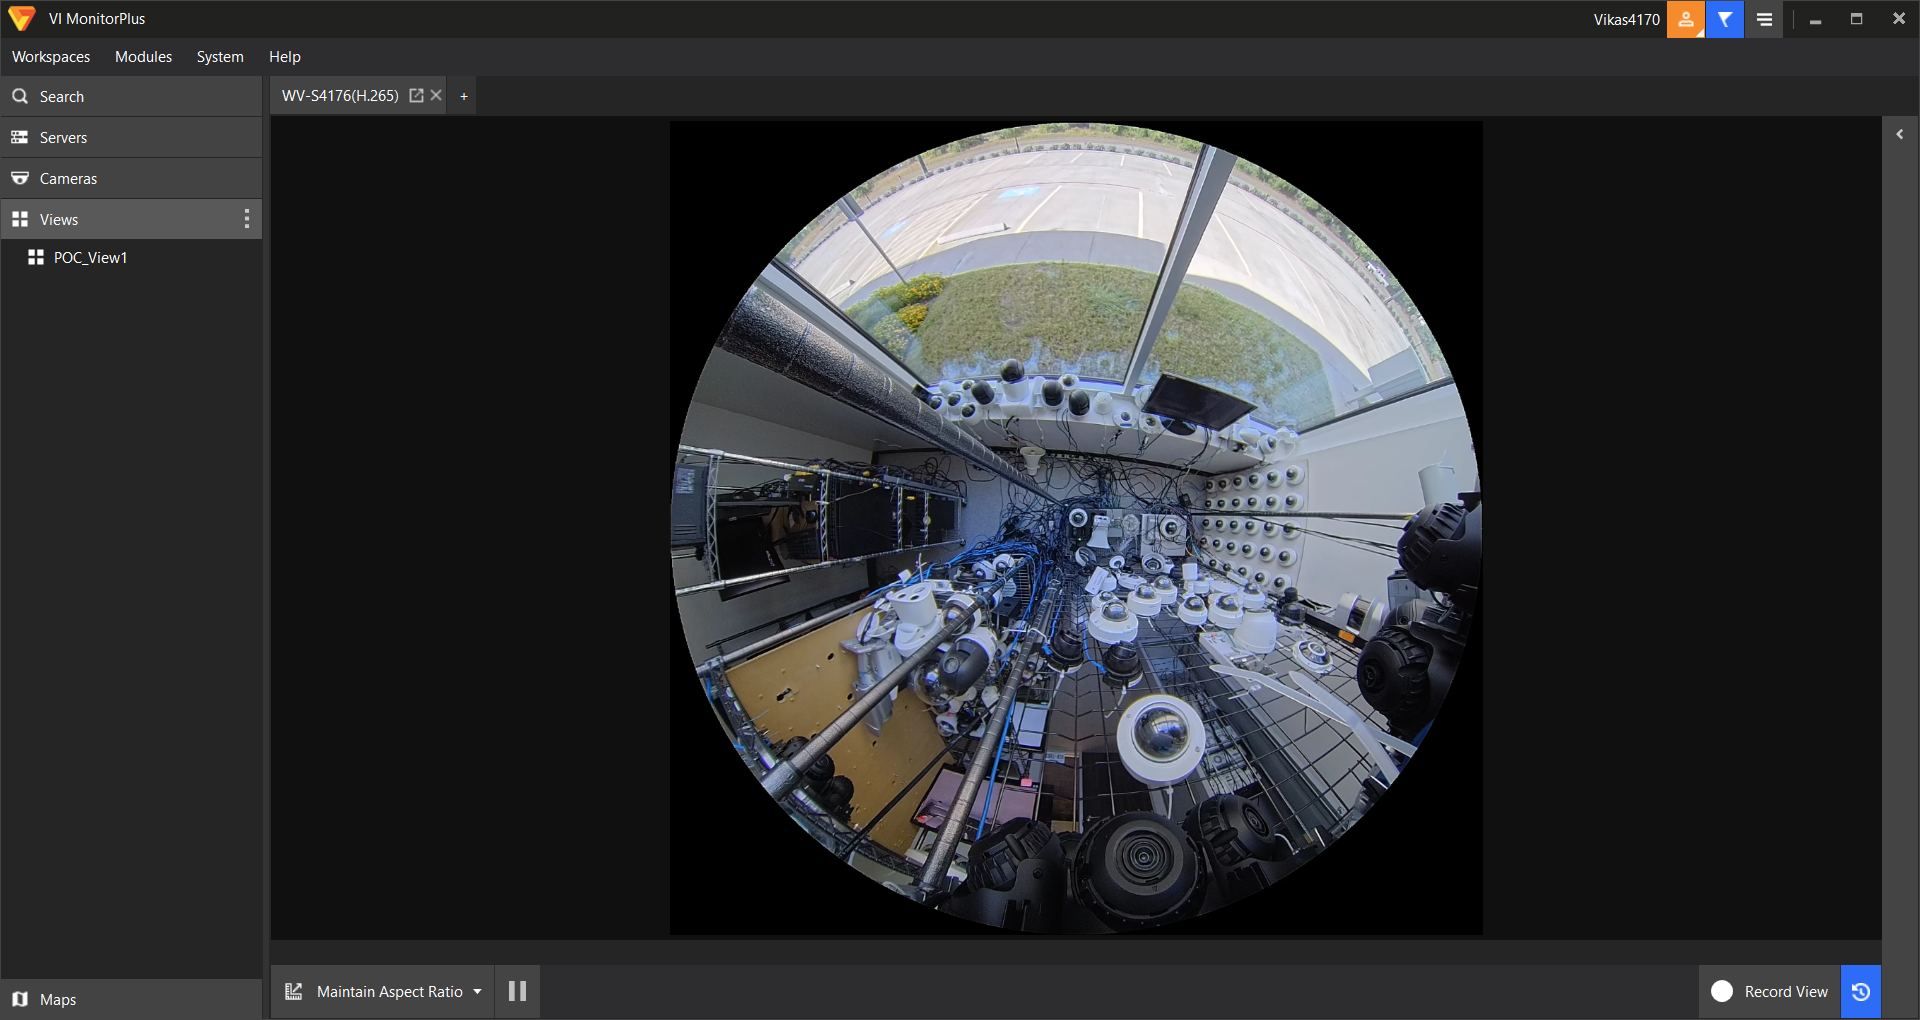 VI MonitorPlus
Vikas4170
Workspaces Modules System Help
Search
WV-S4176(H.265) +
Servers
Cameras
Views
POC_View1
Maps
Maintain Aspect Ratio
Record View